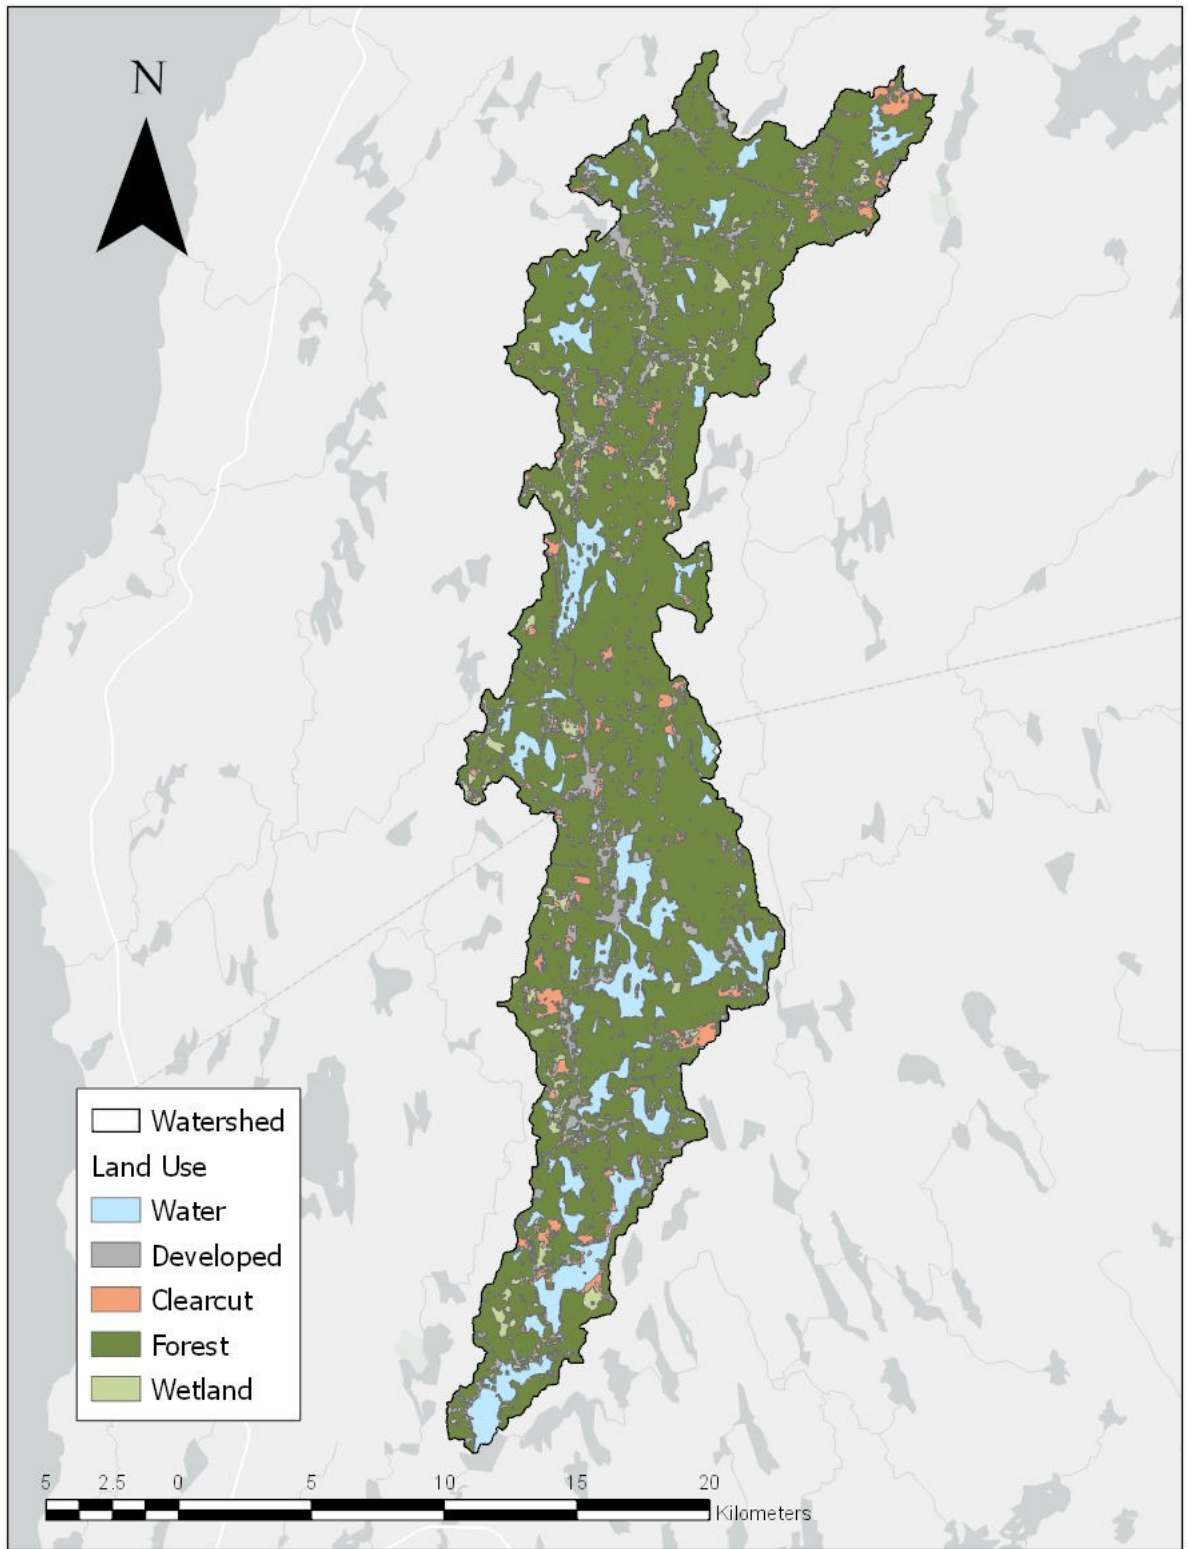 N
Watershed
Land Use
Water
Developed
Clearcut
Forest
Wetland
5 2.5 0 5 10 15 20
Kilometers